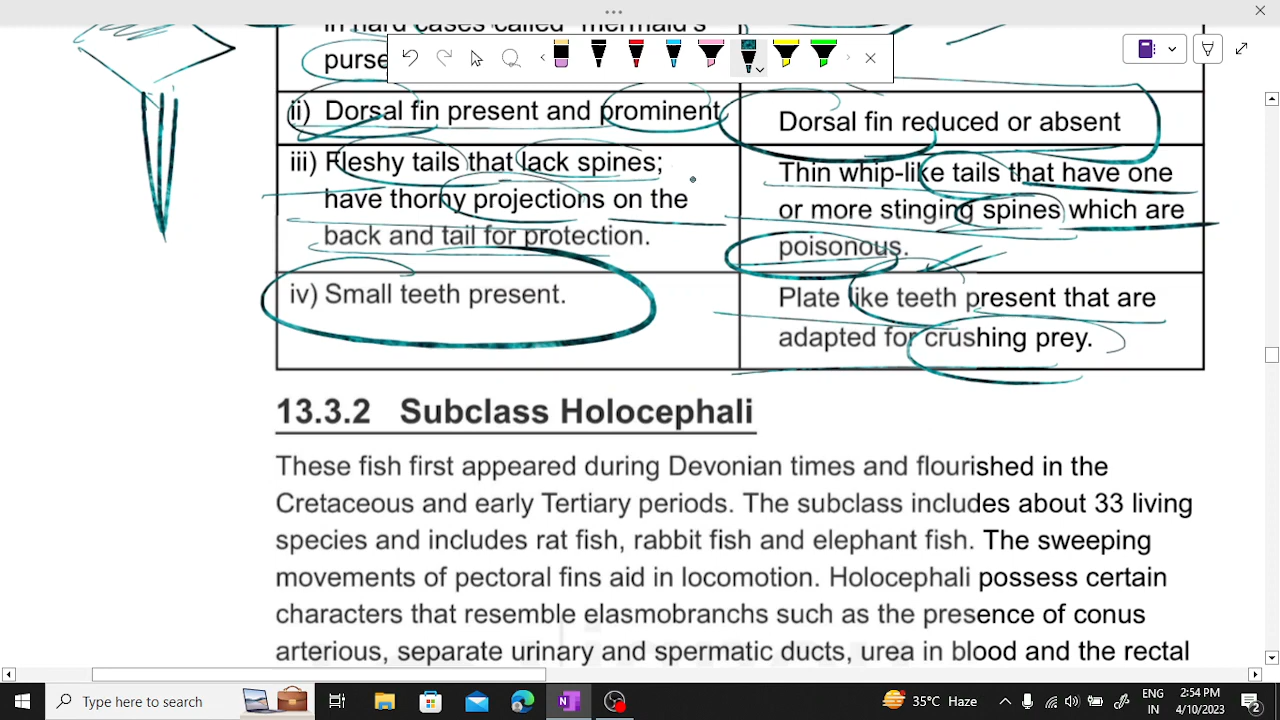 in hard cases called "mermaid's
purse
ii) Dorsal fin present and prominent
Dorsal fin reduced or absent
iii) Fleshy tails that lack spines;
have thorny projections on the
back and tail for protection.
Thin whip-like tails that have one
or more stinging spines which are
poisonous.
iv) Small teeth present.
Plate like teeth present that are
adapted for crushing prey.
13.3.2 Subclass Holocephali
These fish first appeared during Devonian times and flourished in the
Cretaceous and early Tertiary periods. The subclass includes about 33 living
species and includes rat fish, rabbit fish and elephant fish. The sweeping
movements of pectoral fins aid in locomotion. Holocephali possess certain
characters that resemble elasmobranchs such as the presence of conus
arterious, separate urinary and spermatic ducts, urea in blood and the rectal
Type here to search
35°C Haze
ENG
IN
2:54 PM
4/10/2023